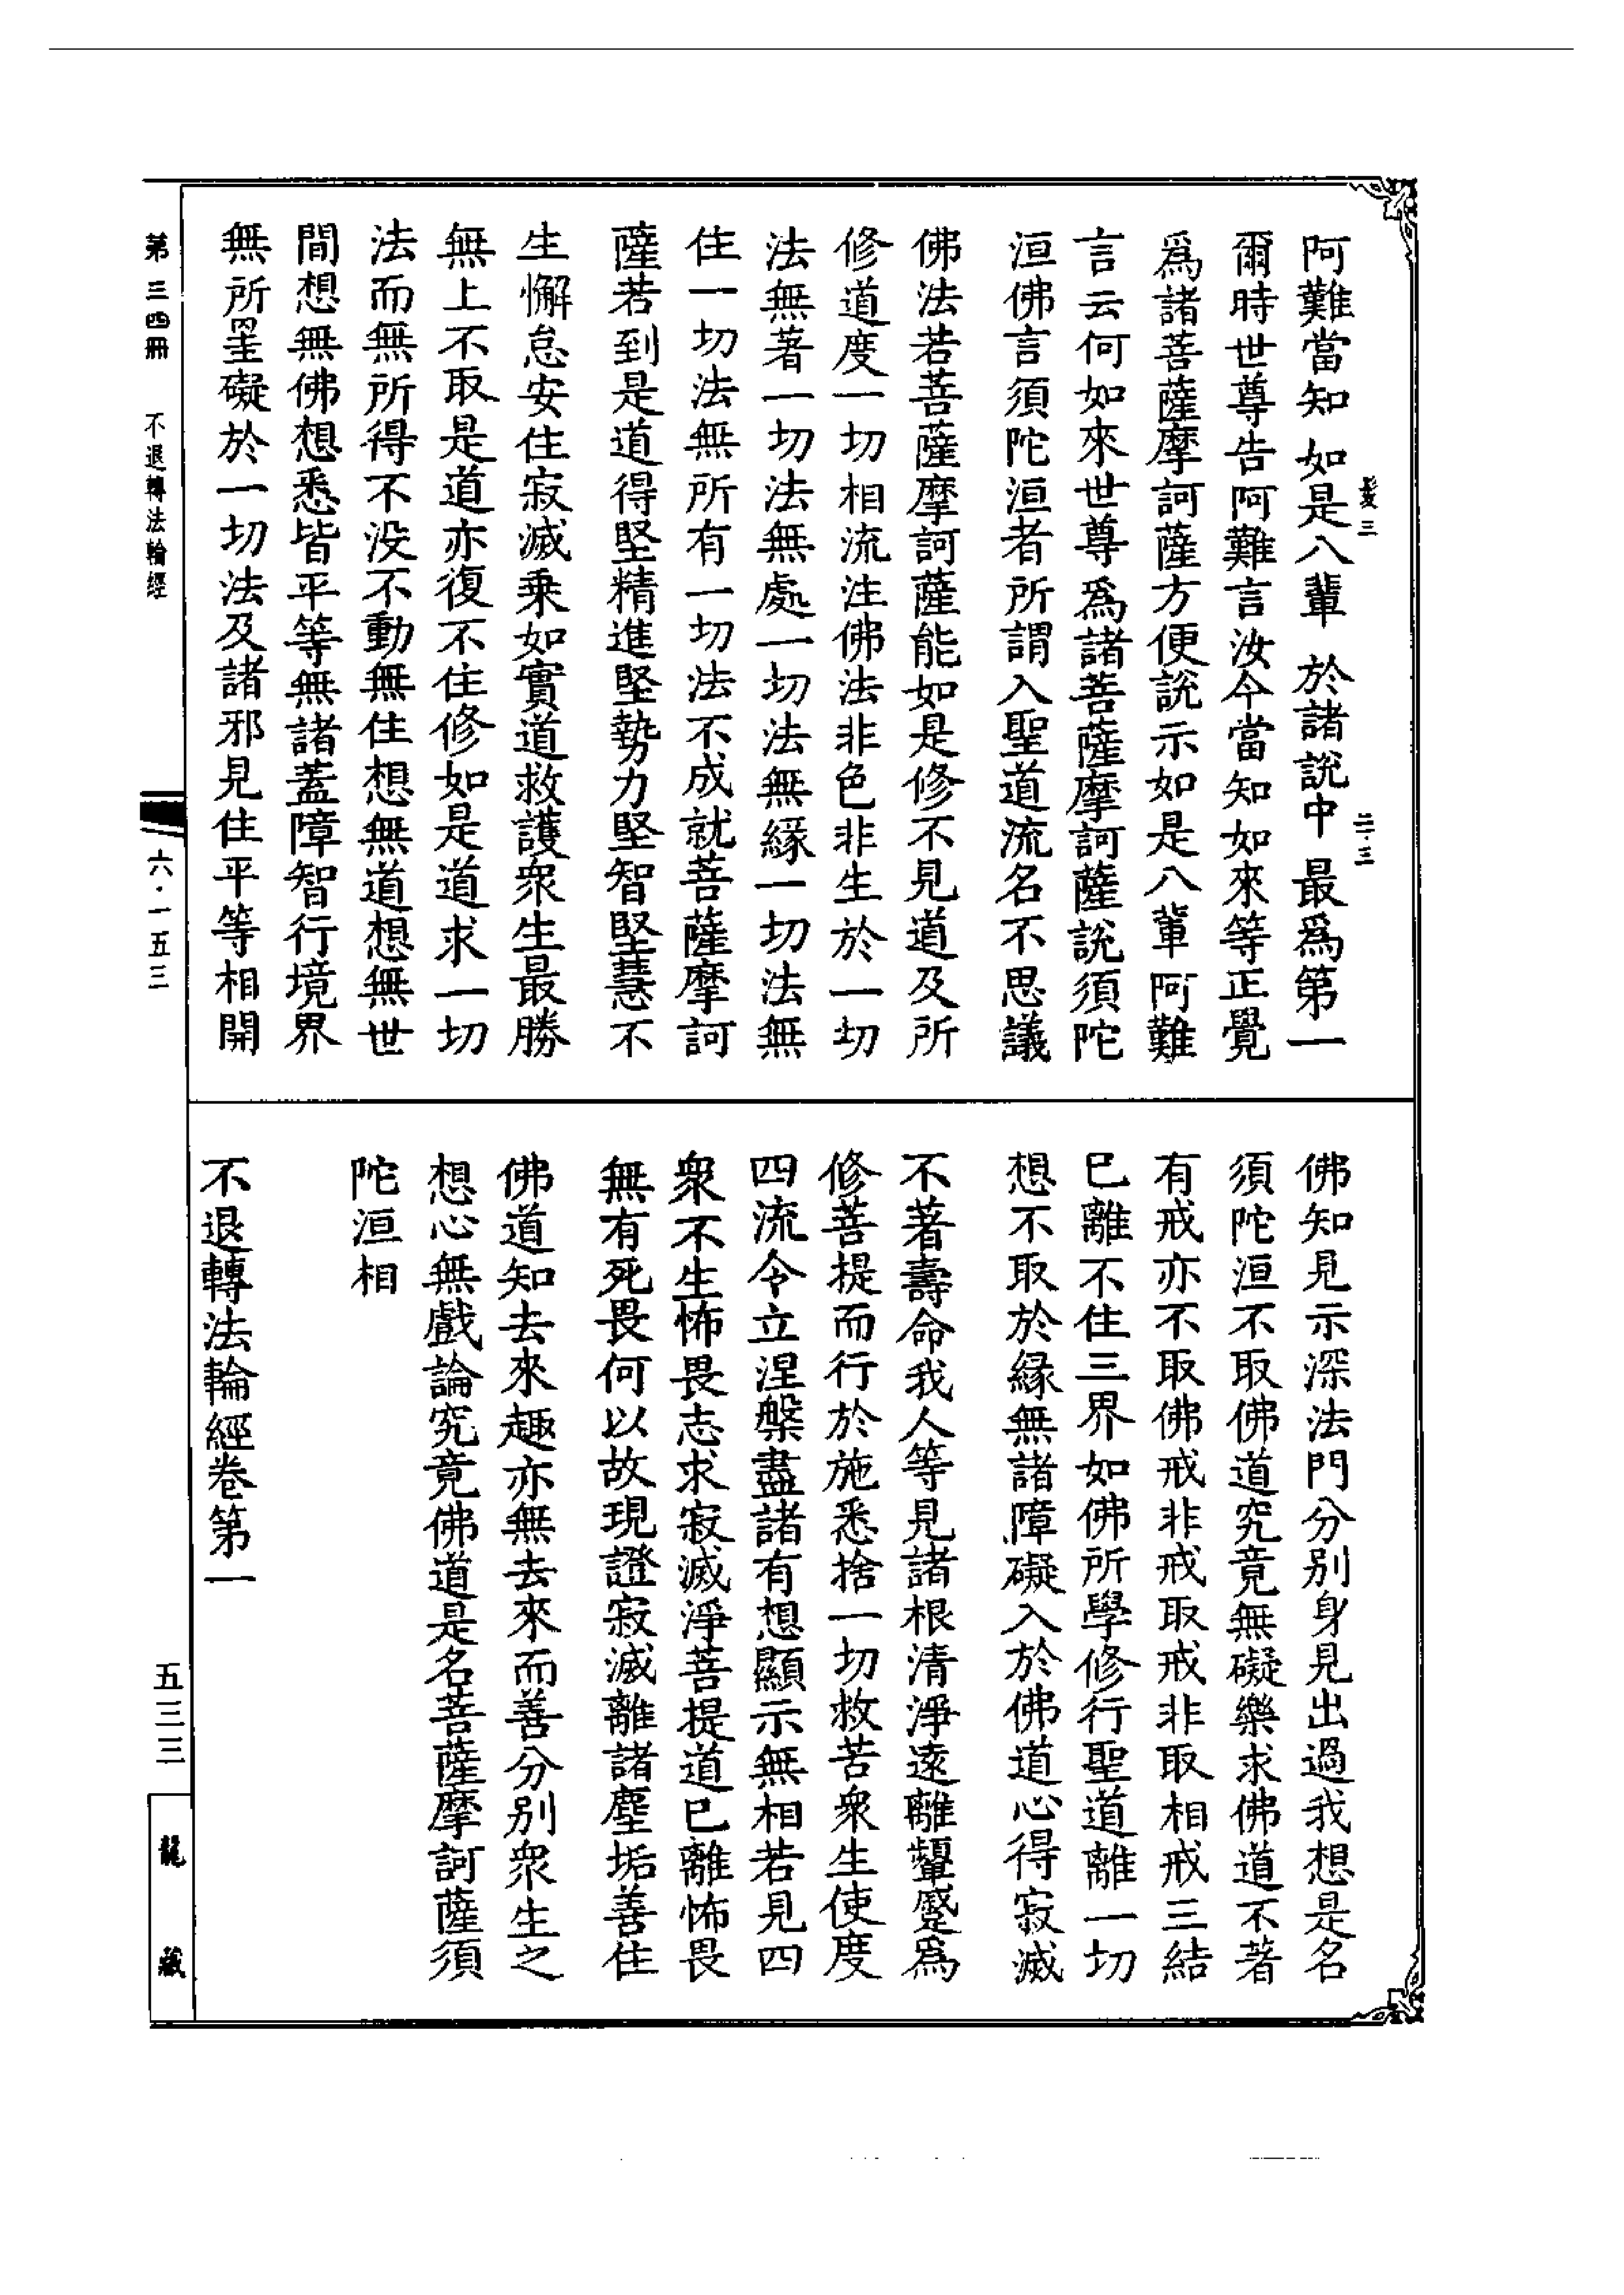 髮三
三·三
阿難當知　如是八輩　於諸說中　最爲第一
爾時世尊告阿難言汝今當知如來等正覺
爲諸菩薩摩訶薩方便說示如是八輩阿難
言云何如來世尊爲諸菩薩摩訶薩說須陀
洹佛言須陀洹者所謂入聖道流名不思議
佛法若菩薩摩訶薩能如是修不見道及所
修道度一切相流注佛法非色非生於一切
法無著一切法無處一切法無緣一切法無
住一切法無所有一切法不成就菩薩摩訶
薩若到是道得堅精進堅勢力堅智堅慧不
生懈怠安住寂滅乘如實道救護衆生最勝
無上不取是道亦復不住修如是道求一切
法而無所得不没不動無住想無道想無世
間想無佛想悉皆平等無諸蓋障智行境界
無所罣礙於一切法及諸邪見住平等相開
佛知見示深法門分别身見出過我想是名
須陀洹不取佛道究竟無礙樂求佛道不著
有戒亦不取佛戒非戒取戒非取相戒三結
已離不住三界如佛所學修行聖道離一切
想不取於緣無諸障礙入於佛道心得寂滅
不著壽命我人等見諸根清淨遠離顰蹙爲
修菩提而行於施悉捨一切救苦衆生使度
四流令立涅槃盡諸有想顯示無相若見四
衆不生怖畏志求寂滅淨菩提道已離怖畏
無有死畏何以故現證寂滅離諸塵垢善住
佛道知去來趣亦無去來而善分别衆生之
想心無戲論究竟佛道是名菩薩摩訶薩須
陀洹相
不退轉法輪經卷第一
第三四冊　不退轉法輪經
六·一五三
五三三
龍藏